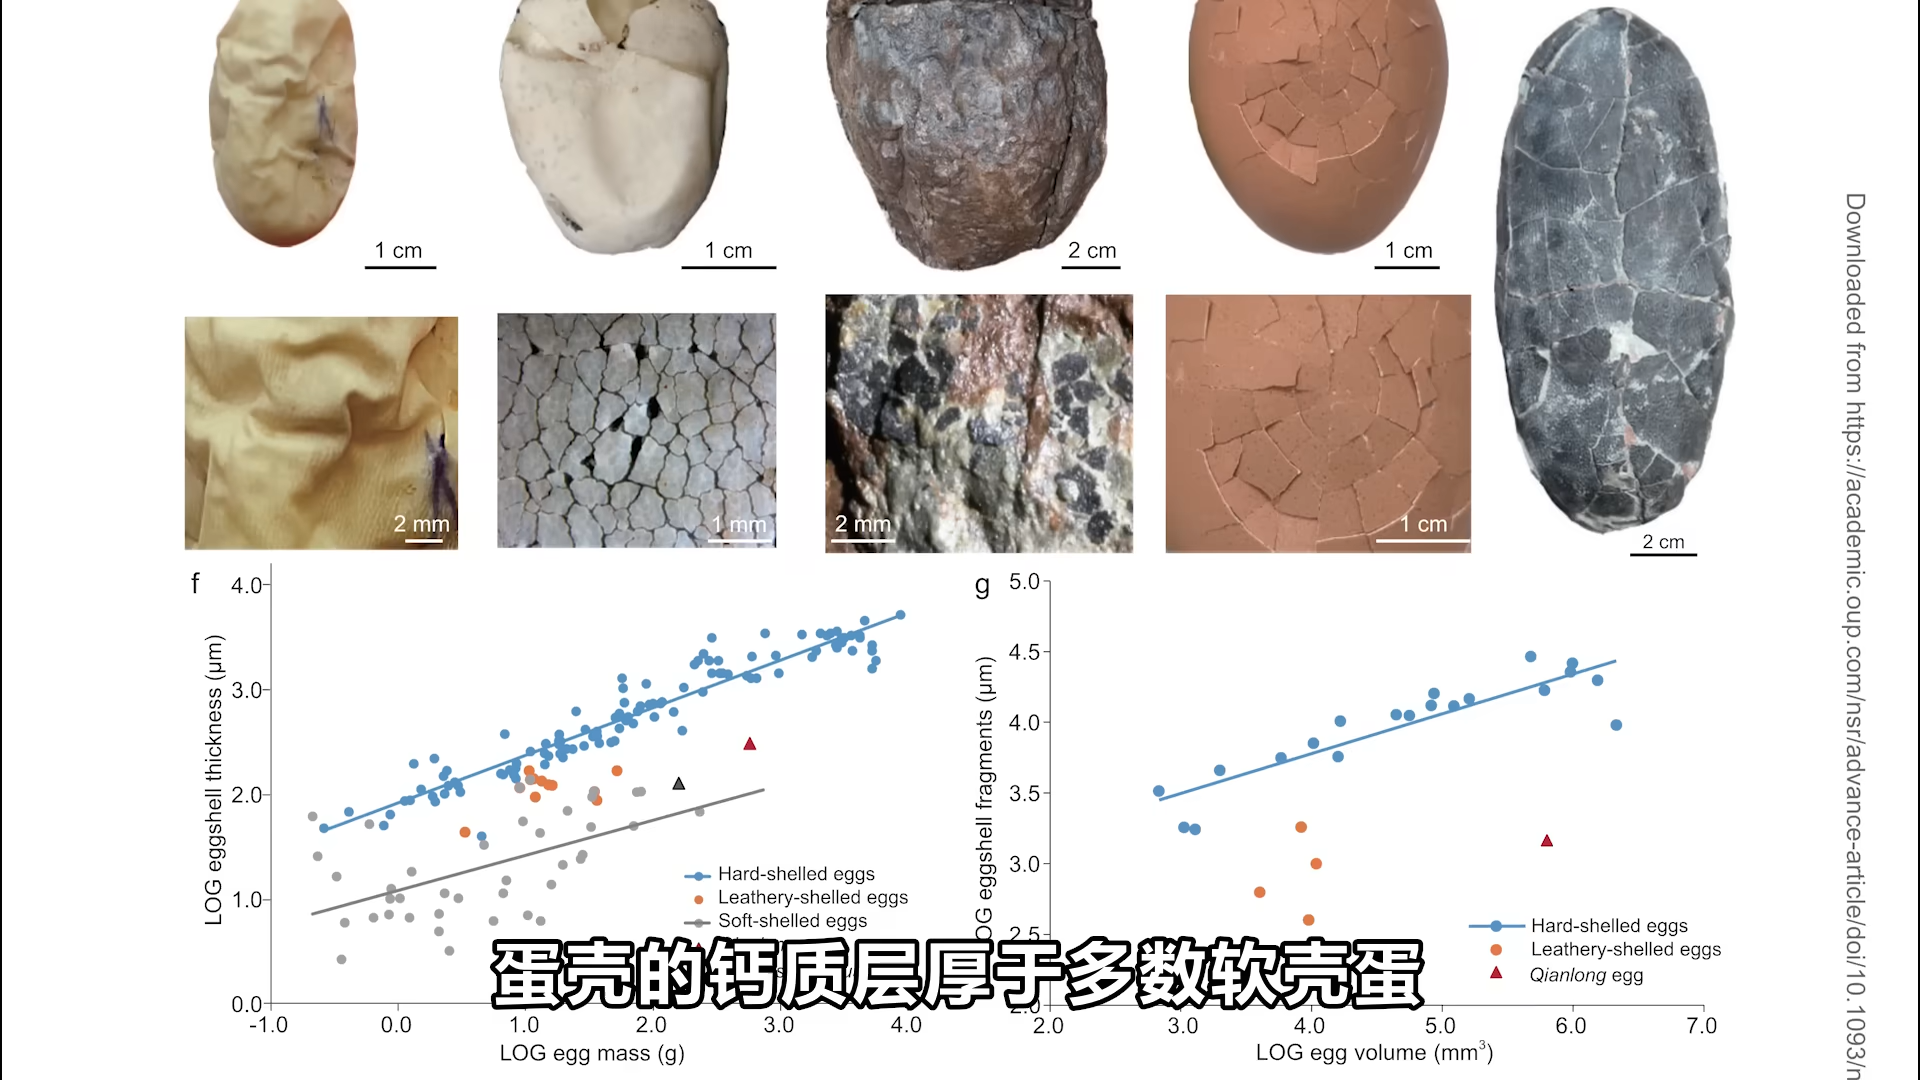 1 cm
1 cm
2 cm
1 cm
2 mm
1 mm
2 mm
1 cm
2 cm
Downloaded from https://academic.oup.com/nsr/advance-article/doi/10.1093/n
f
4.0
3.0
2.0
1.0
0.0
LOG eggshell thickness (μm)
-1.0 0.0 1.0 2.0 3.0 4.0
LOG egg mass (g)
Hard-shelled eggs
Leathery-shelled eggs
Soft-shelled eggs
g
5.0
4.5
4.0
3.5
3.0
2.5
2.0
OG eggshell fragments (μm)
2.0 3.0 4.0 5.0 6.0 7.0
LOG egg volume (mm³)
Hard-shelled eggs
Leathery-shelled eggs
Qianlong egg
蛋壳的钙质层厚于多数软壳蛋